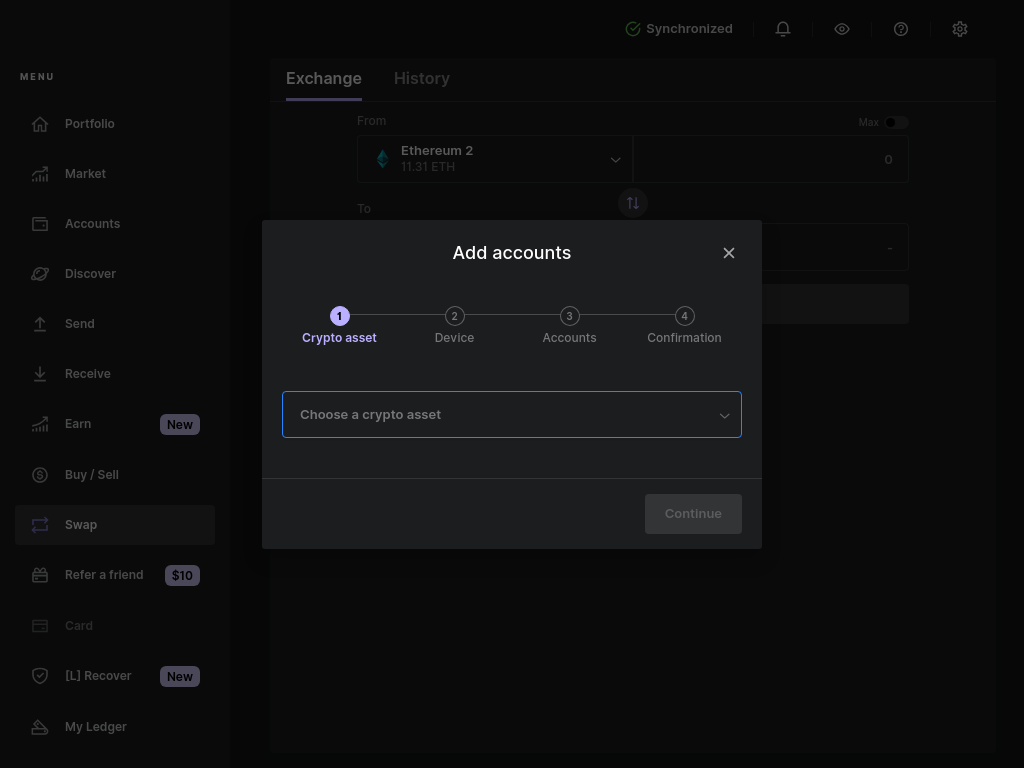 Synchronized
MENU
Portfolio
Market
Accounts
Discover
Send
Receive
Earn New
Buy / Sell
Swap
Refer a friend $10
Card
[L] Recover New
My Ledger
Exchange History
From Max
Ethereum 2
11.31 ETH
0
To
-
Add accounts
1 2 3 4
Crypto asset Device Accounts Confirmation
Choose a crypto asset
Continue